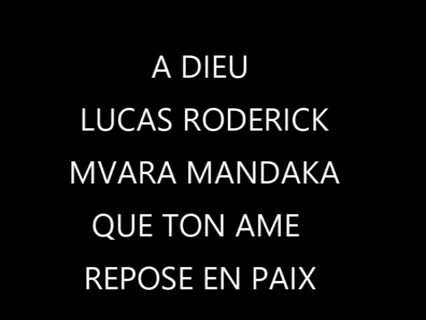 A DIEU
LUCAS RODERICK
MVARA MANDAKA
QUE TON AME
REPOSE EN PAIX